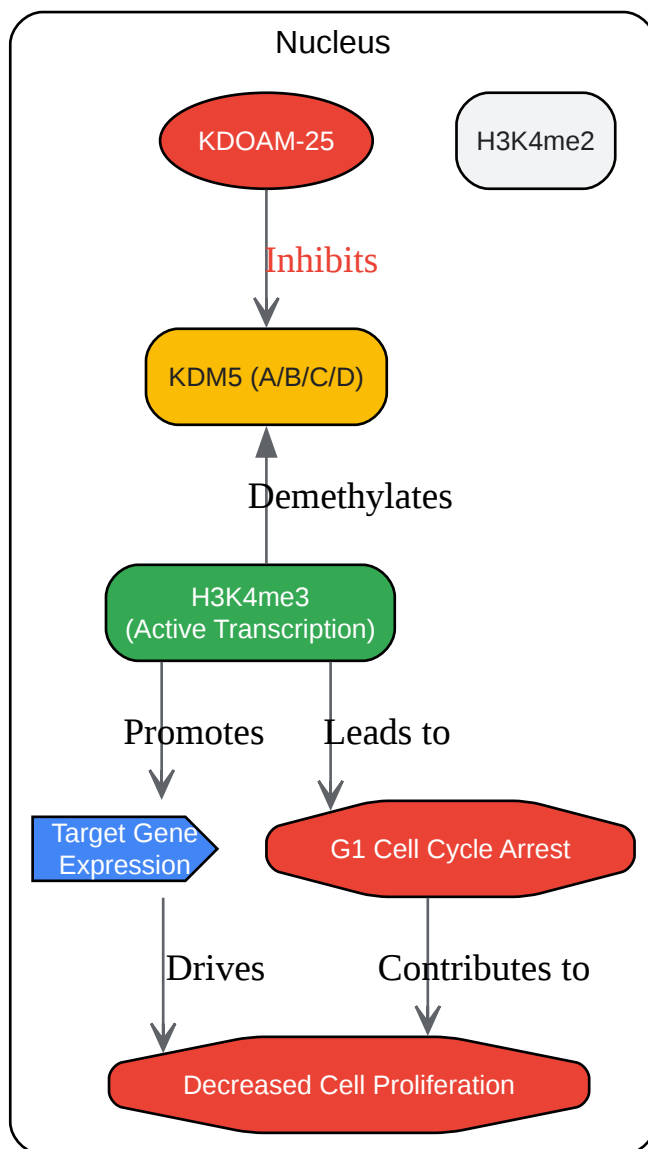 Nucleus
KDOAM-25
H3K4me2
Inhibits
KDM5 (A/B/C/D)
Demethylates
H3K4me3
(Active Transcription)
Promotes
Leads to
Target Gene
Expression
G1 Cell Cycle Arrest
Drives
Contributes to
Decreased Cell Proliferation